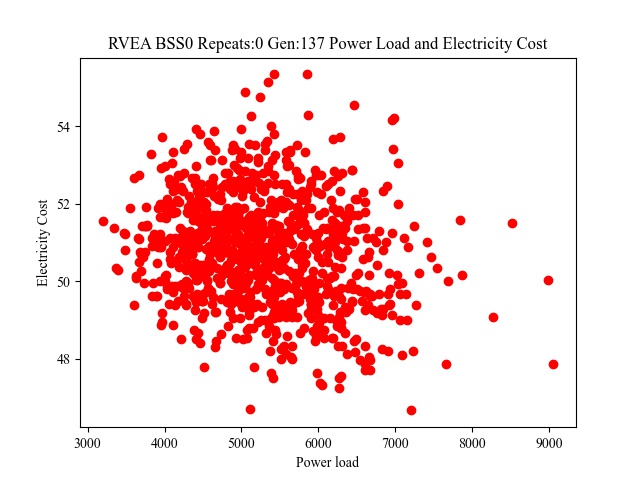 RVEA BSS0 Repeats:0 Gen:137 Power Load and Electricity Cost
54
52
50
48
Electricity Cost
3000 4000 5000 6000 7000 8000 9000
Power load